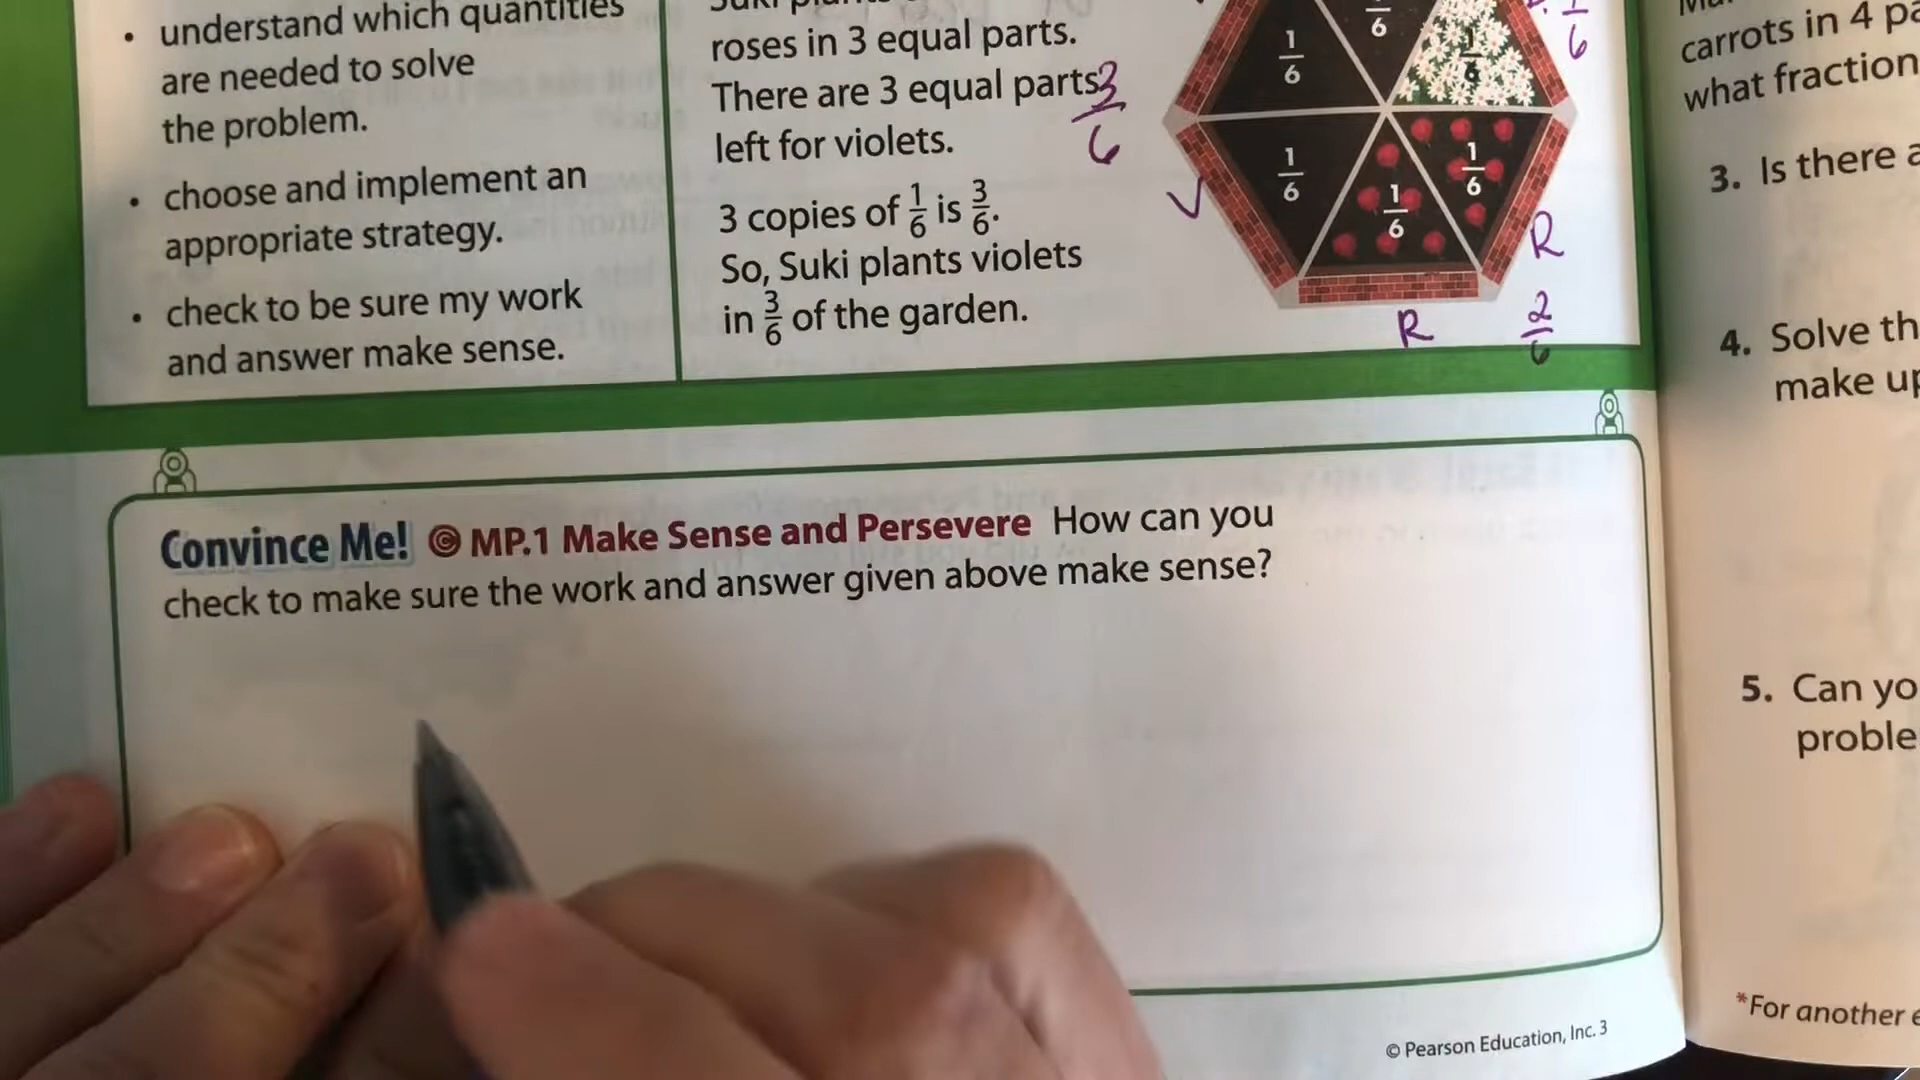 • understand which quantities
are needed to solve
the problem.
• choose and implement an
appropriate strategy.
• check to be sure my work
and answer make sense.
roses in 3 equal parts.
There are 3 equal parts
left for violets.
3 copies of 1/6 is 3/6.
So, Suki plants violets
in 3/6 of the garden.
3/6
1/6
6
1/6
1/6
1/6
1/6
1/6
6
V
R
R
2/6
Convince Me! © MP.1 Make Sense and Persevere How can you
check to make sure the work and answer given above make sense?
© Pearson Education, Inc. 3
carrots in 4 pa
what fraction
3. Is there a
4. Solve th
make up
5. Can yo
proble
*For another e